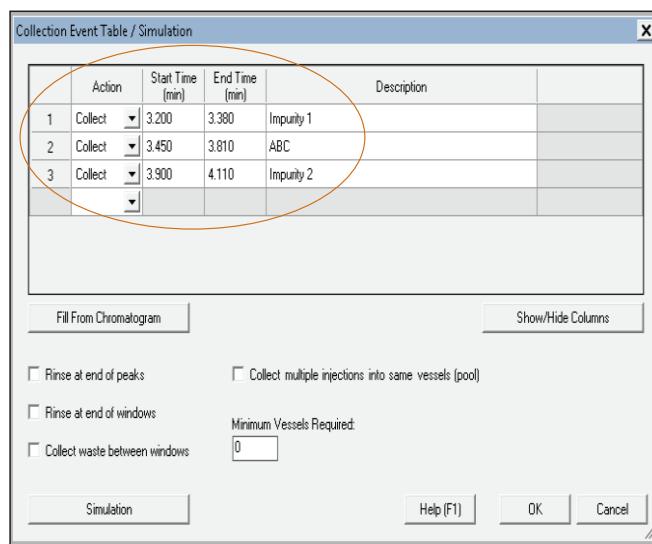 Collection Event Table / Simulation
X
Action Start Time (min) End Time (min) Description
1 Collect 3.200 3.380 Impurity 1
2 Collect 3.450 3.810 ABC
3 Collect 3.900 4.110 Impurity 2
Fill From Chromatogram Show/Hide Columns
Rinse at end of peaks Collect multiple injections into same vessels (pool)
Rinse at end of windows
Minimum Vessels Required:
Collect waste between windows 0
Simulation Help (F1) OK Cancel